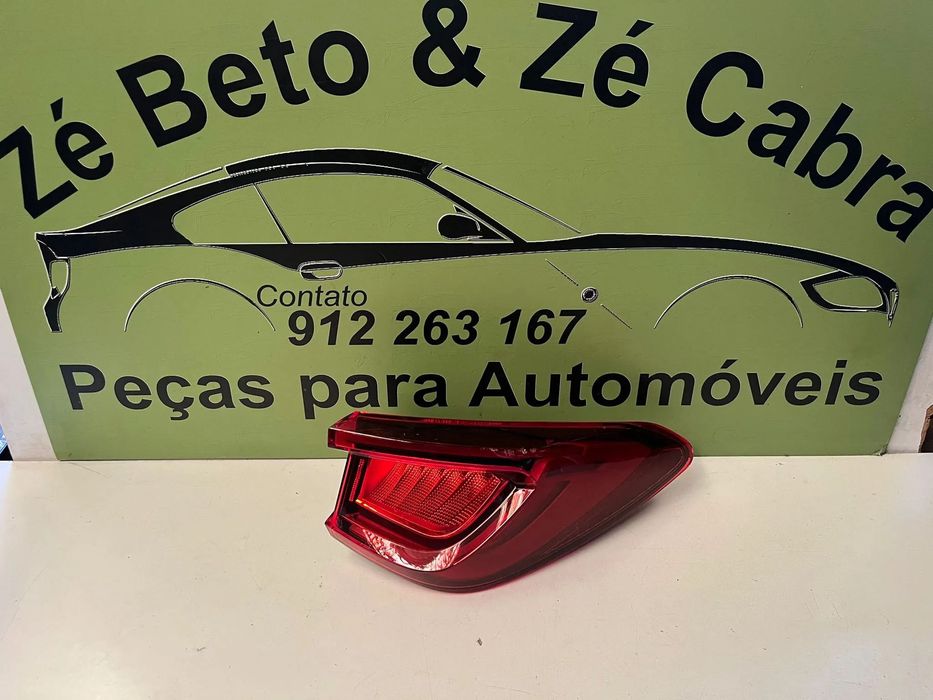 Zé Beto & Zé Cabra
Contato
912 263 167
Peças para Automóveis